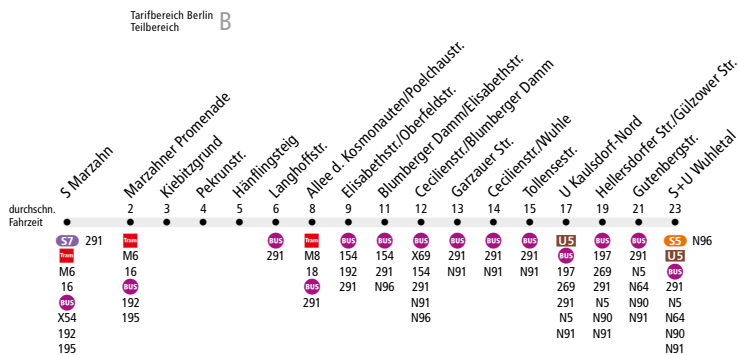 Tarifbereich Berlin B
Teilbereich
S Marzahn
Marzahner Promenade
Kiebitzgrund
Pekrunstr.
Hänflingsteig
Langhoffstr.
Allee d. Kosmonauten/Poelchaustr.
Elisabethstr./Oberfeldstr.
Blumberger Damm/Elisabethstr.
Cecilienstr./Blumberger Damm
Garzauer Str.
Cecilienstr./Wuhle
Tollensestr.
U Kaulsdorf-Nord
Hellersdorfer Str./Gülzower Str.
Gutenbergstr.
S+U Wuhletal
durchschn. 2 3 4 5 6 8 9 11 12 13 14 15 17 19 21 23
Fahrzeit
S7 291 Tram BUS Tram BUS BUS BUS BUS BUS BUS U5 BUS BUS S5 N96
Tram M6 291 M8 154 154 X69 291 291 291 BUS 197 291 U5
M6 16 18 192 291 154 N91 N91 N91 197 269 N5 BUS
16 BUS BUS 291 N96 291 269 291 N64 291
BUS 192 291 N91 291 N5 N90 N5
X54 195 N96 N5 N90 N91 N64
192 N91 N91 N90
195 N91